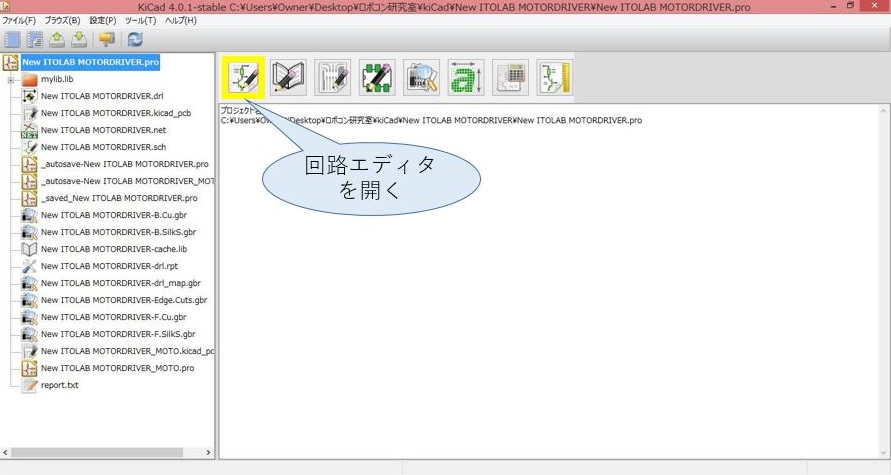 KiCad 4.0.1-stable C:¥Users¥Owner¥Desktop¥ロボコン研究室¥kiCad¥New ITOLAB MOTORDRIVER¥New ITOLAB MOTORDRIVER.pro
ファイル(F) ブラウズ(B) 設定(P) ツール(T) ヘルプ(H)
New ITOLAB MOTORDRIVER.pro
mylib.lib
New ITOLAB MOTORDRIVER.drl
New ITOLAB MOTORDRIVER.kicad_pcb
New ITOLAB MOTORDRIVER.net
New ITOLAB MOTORDRIVER.sch
_autosave-New ITOLAB MOTORDRIVER.pro
_autosave-New ITOLAB MOTORDRIVER_MOT
_saved_New ITOLAB MOTORDRIVER.pro
New ITOLAB MOTORDRIVER-B.Cu.gbr
New ITOLAB MOTORDRIVER-B.SilkS.gbr
New ITOLAB MOTORDRIVER-cache.lib
New ITOLAB MOTORDRIVER-drl.rpt
New ITOLAB MOTORDRIVER-drl_map.gbr
New ITOLAB MOTORDRIVER-Edge.Cuts.gbr
New ITOLAB MOTORDRIVER-F.Cu.gbr
New ITOLAB MOTORDRIVER-F.SilkS.gbr
New ITOLAB MOTORDRIVER_MOTO.kicad_pc
New ITOLAB MOTORDRIVER_MOTO.pro
report.txt
プロジェクト名
C:¥Users¥Ow Desktop¥ロボコン研究室¥kiCad¥New ITOLAB MOTORDRIVER¥New ITOLAB MOTORDRIVER.pro
回路エディタ
を開く